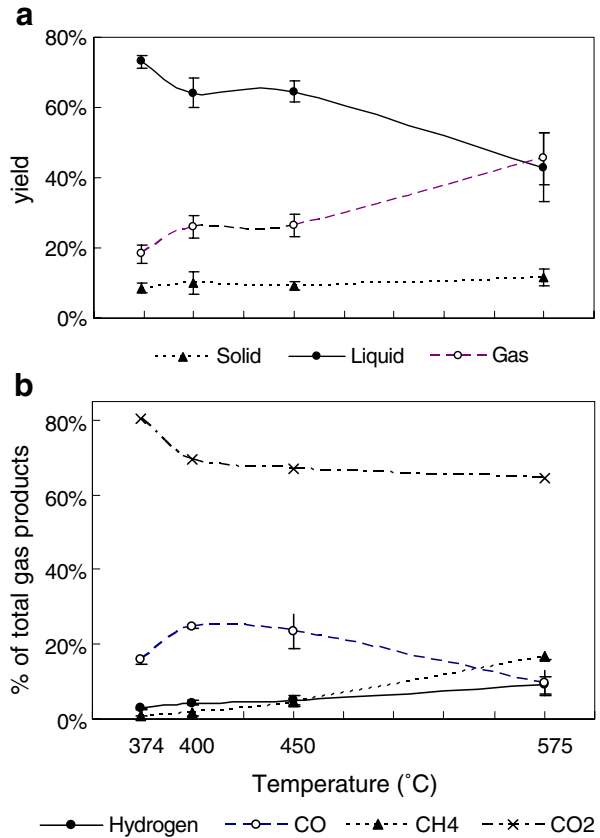 a
80%
60%
40%
20%
0%
yield
Solid Liquid Gas
b
80%
60%
40%
20%
0%
% of total gas products
374 400 450 575
Temperature (˚C)
Hydrogen CO CH4 CO2